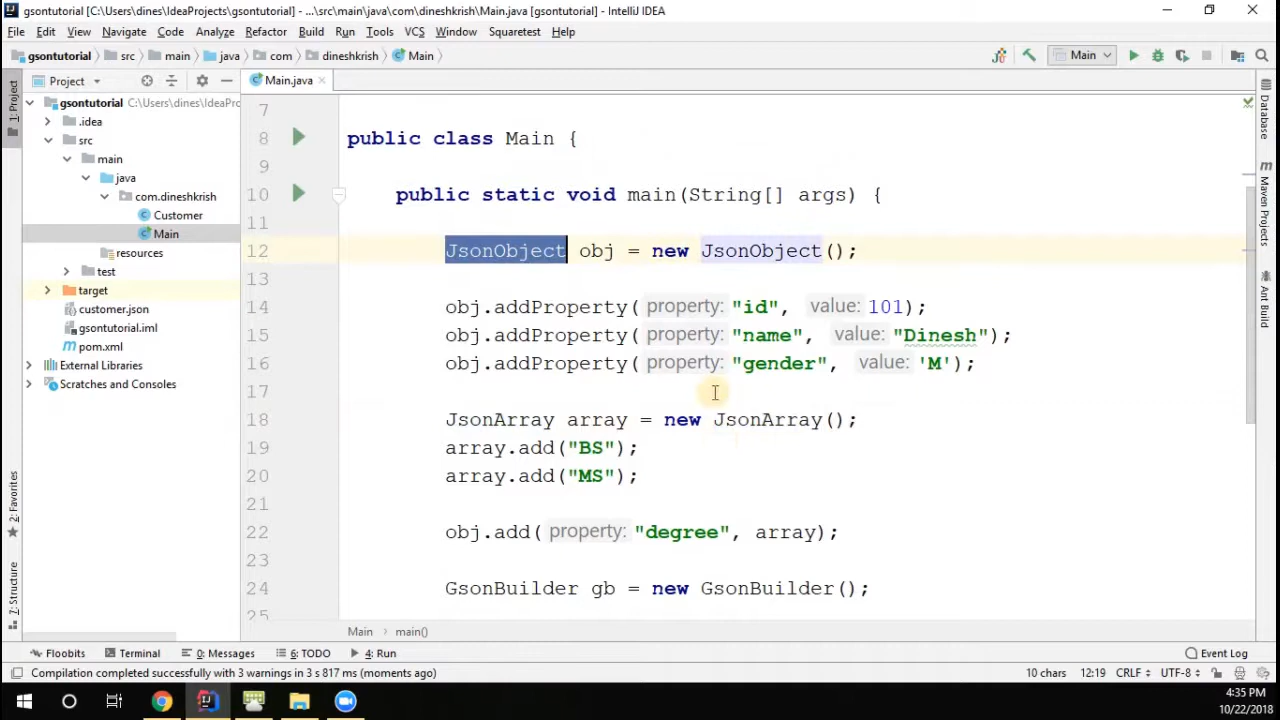 gsontutorial [C:\Users\dines\IdeaProjects\gsontutorial] - ...\src\main\java\com\dineshkrish\Main.java [gsontutorial] - IntelliJ IDEA
File Edit View Navigate Code Analyze Refactor Build Run Tools VCS Window Squaretest Help
gsontutorial src main java com dineshkrish Main
Main
Project
Main.java
gsontutorial C:\Users\dines\IdeaPro
.idea
src
main
java
com.dineshkrish
Customer
Main
resources
test
target
customer.json
gsontutorial.iml
pom.xml
External Libraries
Scratches and Consoles
1: Project
2: Favorites
7: Structure
7
8 public class Main {
9
10 public static void main(String[] args) {
11
12 JsonObject obj = new JsonObject();
13
14 obj.addProperty( property: "id", value: 101);
15 obj.addProperty( property: "name", value: "Dinesh");
16 obj.addProperty( property: "gender", value: 'M');
17
18 JsonArray array = new JsonArray();
19 array.add("BS");
20 array.add("MS");
21
22 obj.add( property: "degree", array);
23
24 GsonBuilder gb = new GsonBuilder();
25
Main main()
Database
Maven Projects
Ant Build
Floobits Terminal 0: Messages 6: TODO 4: Run Event Log
Compilation completed successfully with 3 warnings in 3 s 817 ms (moments ago) 10 chars 12:19 CRLF UTF-8
4:35 PM
10/22/2018